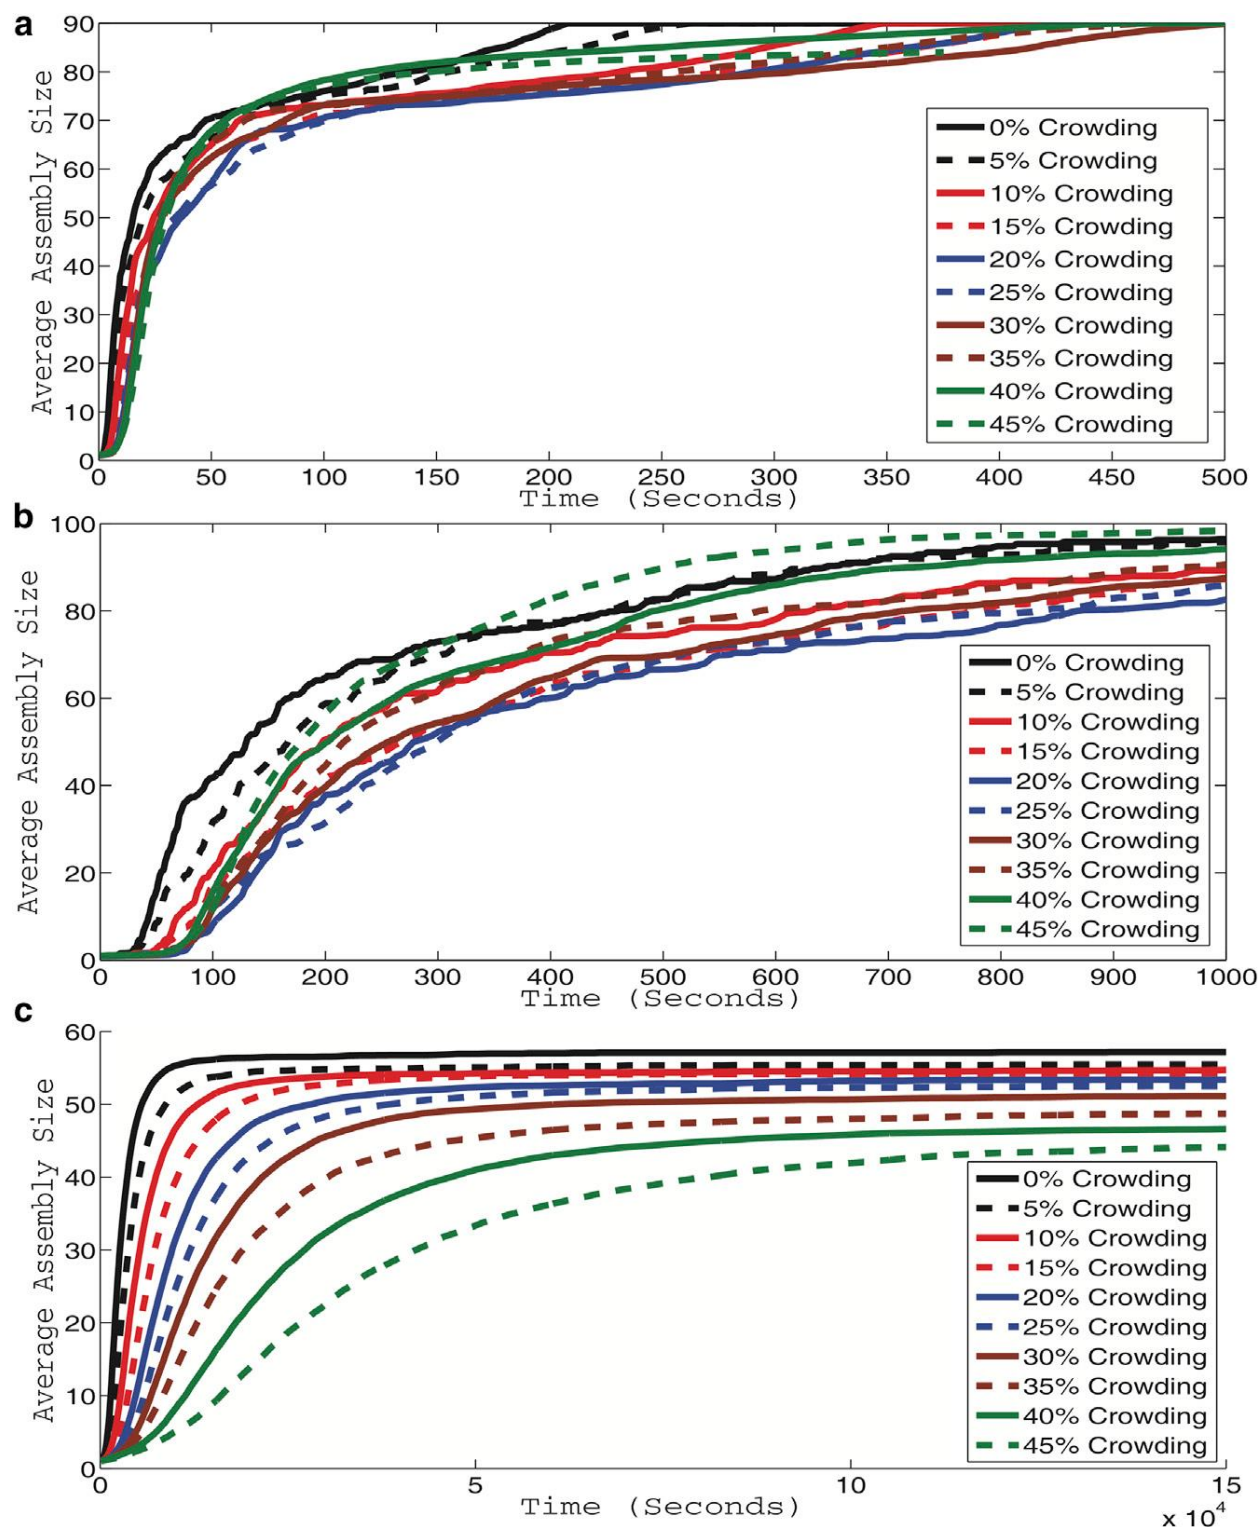 a
90
80
70
60
50
40
30
20
10
0
Average Assembly Size
0% Crowding
5% Crowding
10% Crowding
15% Crowding
20% Crowding
25% Crowding
30% Crowding
35% Crowding
40% Crowding
45% Crowding
0 50 100 150 200 250 300 350 400 450 500
Time (Seconds)
b
100
80
60
40
20
0
Average Assembly Size
0% Crowding
5% Crowding
10% Crowding
15% Crowding
20% Crowding
25% Crowding
30% Crowding
35% Crowding
40% Crowding
45% Crowding
0 100 200 300 400 500 600 700 800 900 1000
Time (Seconds)
c
60
50
40
30
20
10
0
Average Assembly Size
0% Crowding
5% Crowding
10% Crowding
15% Crowding
20% Crowding
25% Crowding
30% Crowding
35% Crowding
40% Crowding
45% Crowding
0 5 10 15
Time (Seconds)
x 10⁴